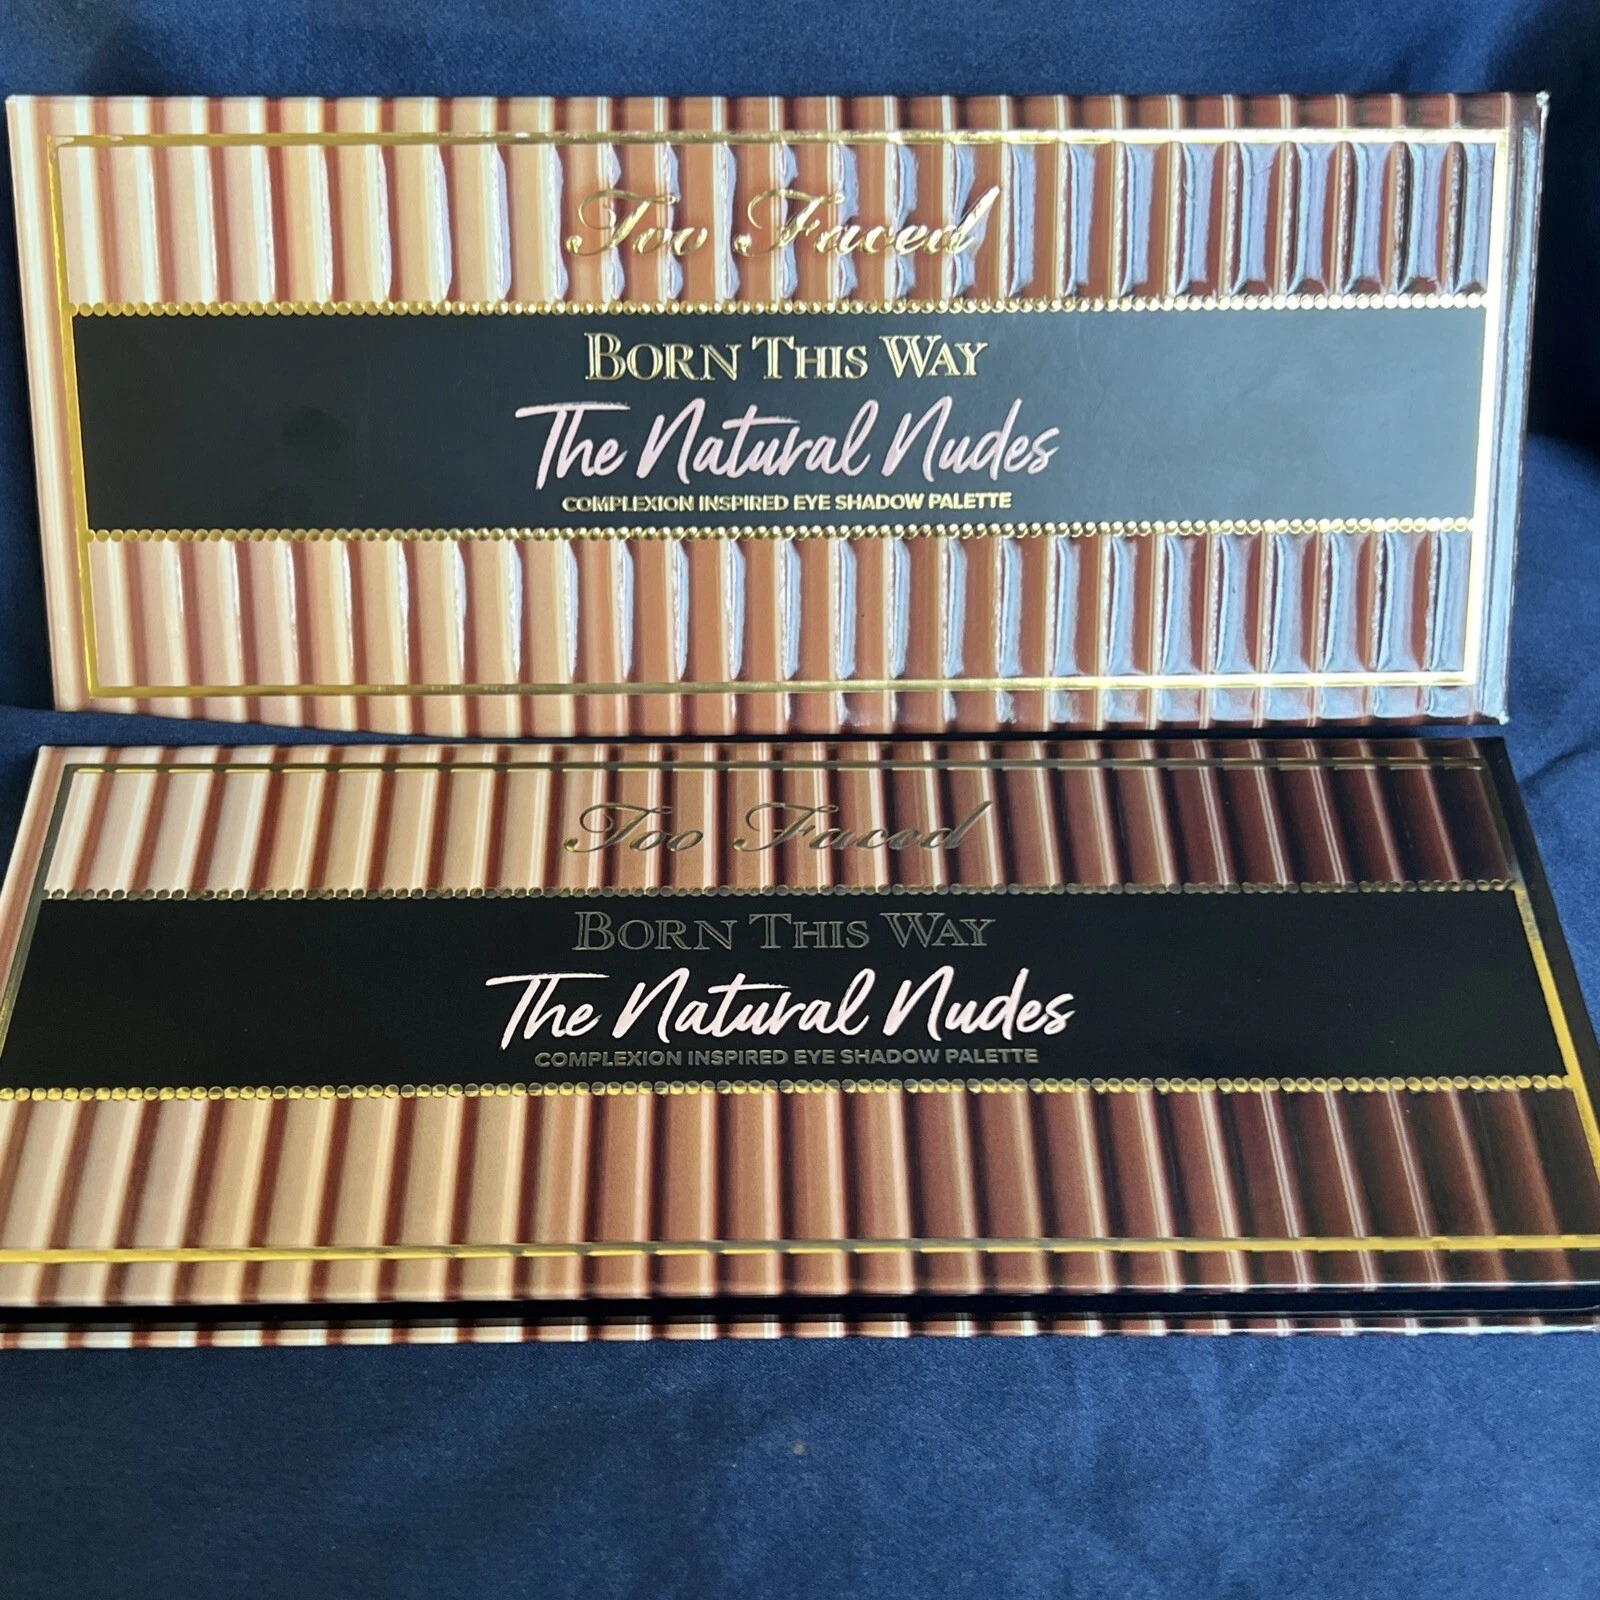 Too Faced
BORN THIS WAY
The Natural Nudes
COMPLEXION INSPIRED EYE SHADOW PALETTE
Too Faced
BORN THIS WAY
The Natural Nudes
COMPLEXION INSPIRED EYE SHADOW PALETTE